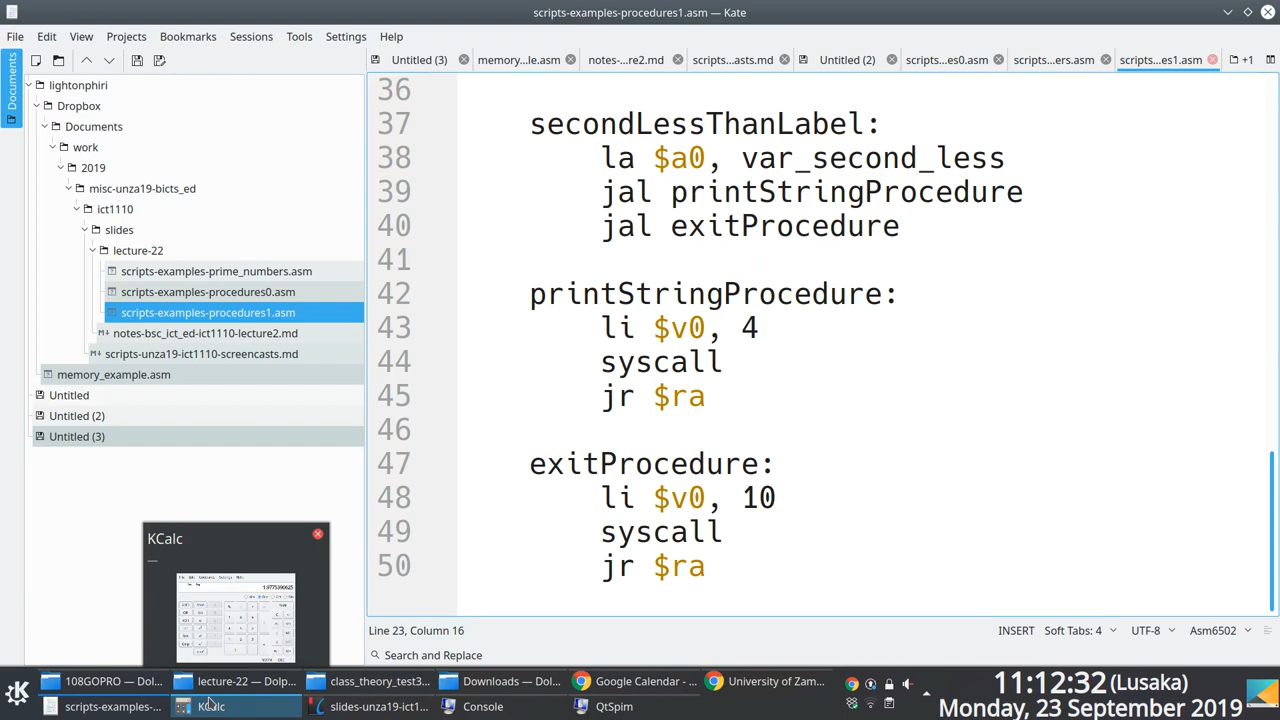 scripts-examples-procedures1.asm — Kate
File Edit View Projects Bookmarks Sessions Tools Settings Help
Documents
Untitled (3) memory...le.asm notes-...re2.md scripts...asts.md Untitled (2) scripts...es0.asm scripts...ers.asm scripts...es1.asm +1
lightonphiri
Dropbox
Documents
work
2019
misc-unza19-bicts_ed
ict1110
slides
lecture-22
scripts-examples-prime_numbers.asm
scripts-examples-procedures0.asm
scripts-examples-procedures1.asm
notes-bsc_ict_ed-ict1110-lecture2.md
scripts-unza19-ict1110-screencasts.md
memory_example.asm
Untitled
Untitled (2)
Untitled (3)
36
37 secondLessThanLabel:
38 la $a0, var_second_less
39 jal printStringProcedure
40 jal exitProcedure
41
42 printStringProcedure:
43 li $v0, 4
44 syscall
45 jr $ra
46
47 exitProcedure:
48 li $v0, 10
49 syscall
50 jr $ra
KCalc
Line 23, Column 16 INSERT Soft Tabs: 4 UTF-8 Asm6502
Search and Replace
108GOPRO — Dol... lecture-22 — Dolp... class_theory_test3... Downloads — Dol... Google Calendar - ... University of Zam...
scripts-examples-... KCalc slides-unza19-ict1... Console QtSpim
11:12:32 (Lusaka)
Monday, 23 September 2019